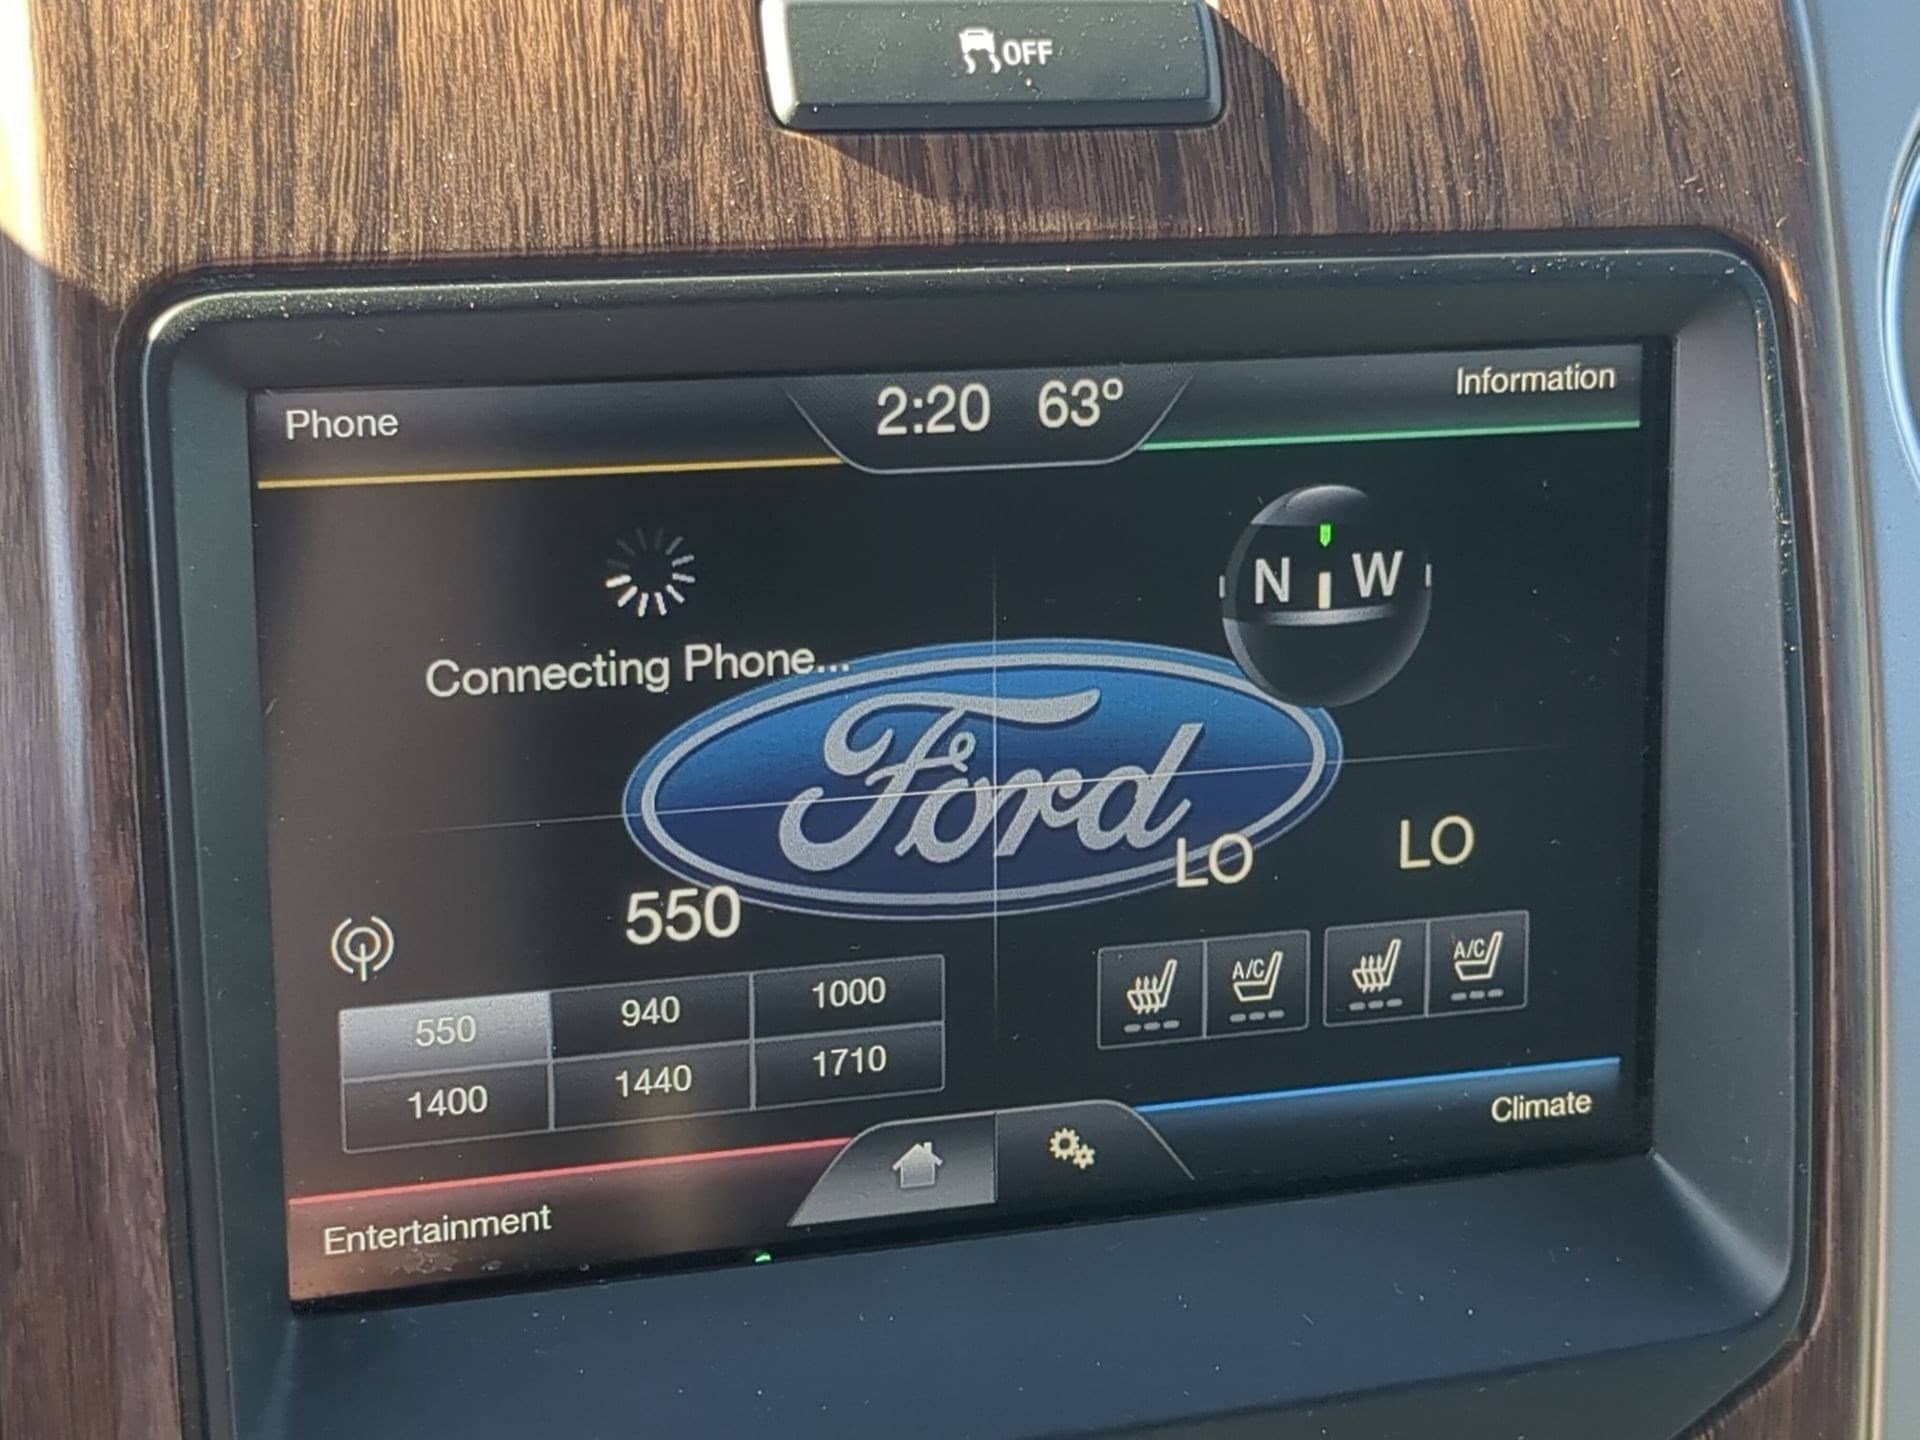 OFF
Phone
2:20 63°
Information
N W
Connecting Phone...
Ford
LO LO
550
A/C A/C
550 940 1000
1400 1440 1710
Climate
Entertainment